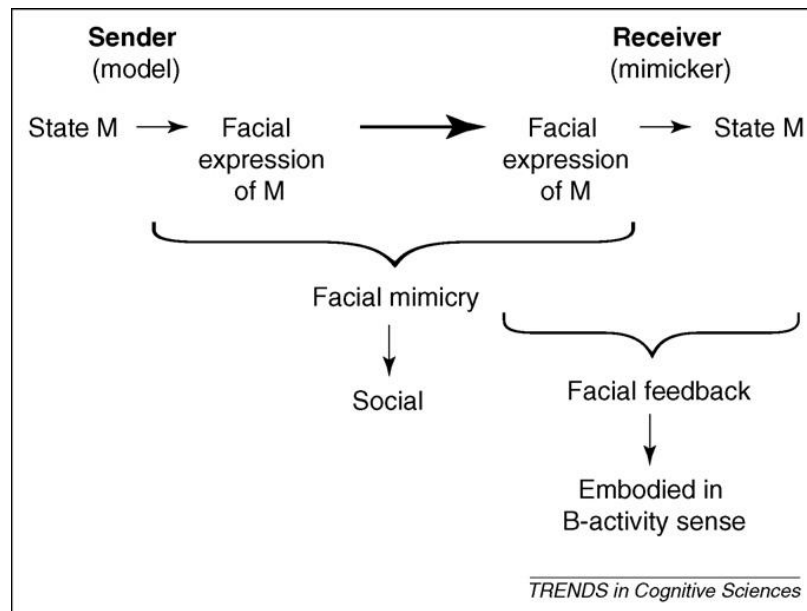 Sender
Receiver
(model)
(mimicker)
State M
Facial
expression
of M
Facial
expression
of M
State M
Facial mimicry
Social
Facial feedback
Embodied in
B-activity sense
TRENDS in Cognitive Sciences